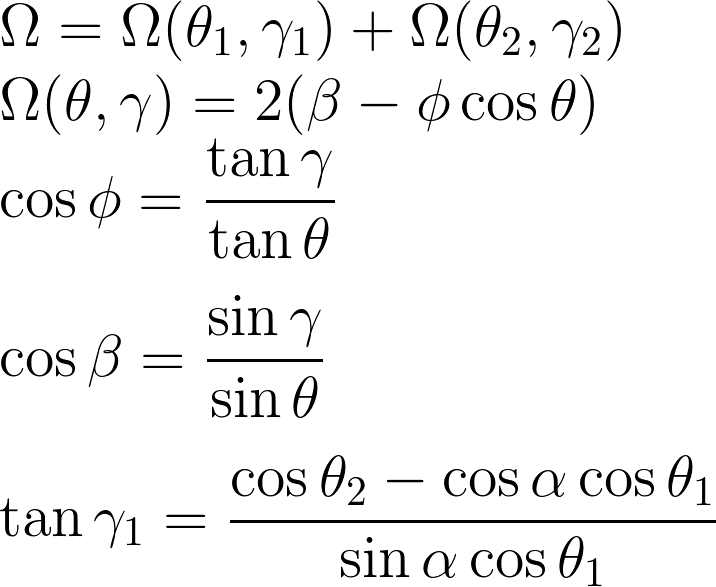 Ω = Ω(θ₁, γ₁) + Ω(θ₂, γ₂)
Ω(θ, γ) = 2(β − ϕ cos θ)
cos ϕ = tan γ / tan θ
cos β = sin γ / sin θ
tan γ₁ = (cos θ₂ − cos α cos θ₁) / (sin α cos θ₁)